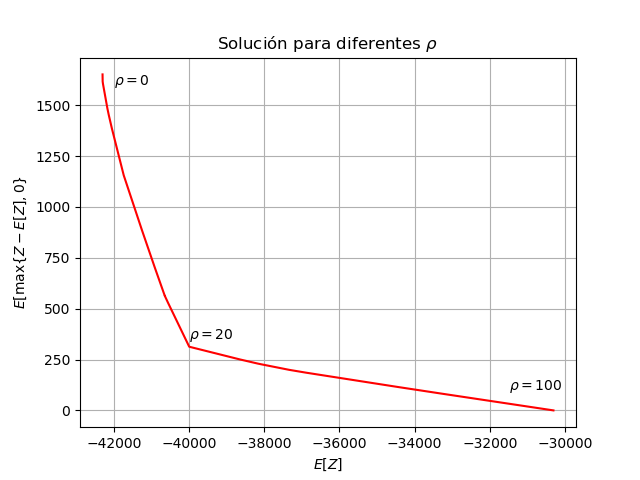 Solución para diferentes ρ
E[max{Z − E[Z], 0}
1500
1250
1000
750
500
250
0
ρ = 0
ρ = 20
ρ = 100
−42000 −40000 −38000 −36000 −34000 −32000 −30000
E[Z]